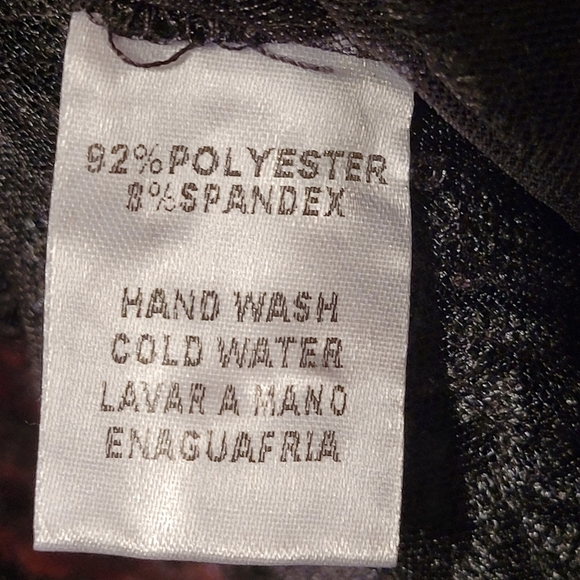 92%POLYESTER
8%SPANDEX
HAND WASH
COLD WATER
LAVAR A MANO
ENAGUAFRIA